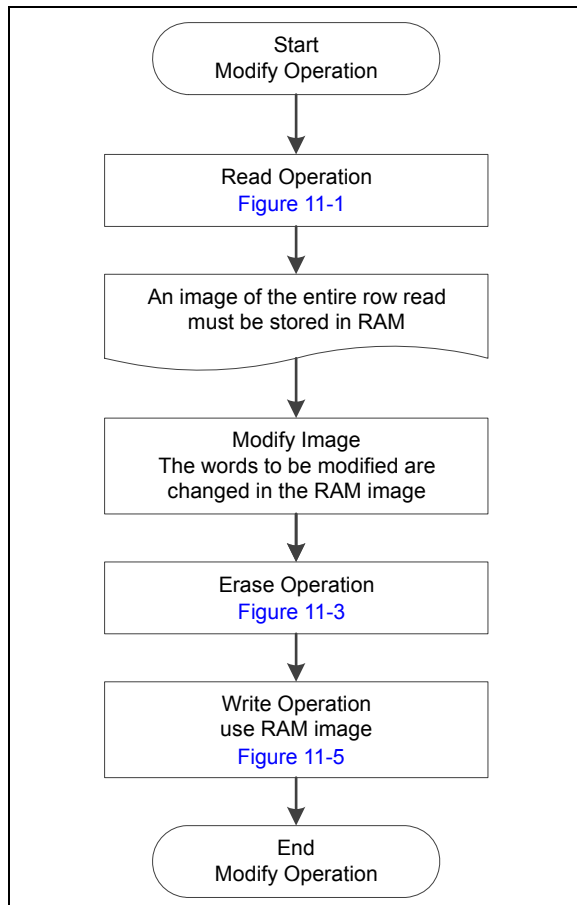 Start
Modify Operation
Read Operation
Figure 11-1
An image of the entire row read
must be stored in RAM
Modify Image
The words to be modified are
changed in the RAM image
Erase Operation
Figure 11-3
Write Operation
use RAM image
Figure 11-5
End
Modify Operation